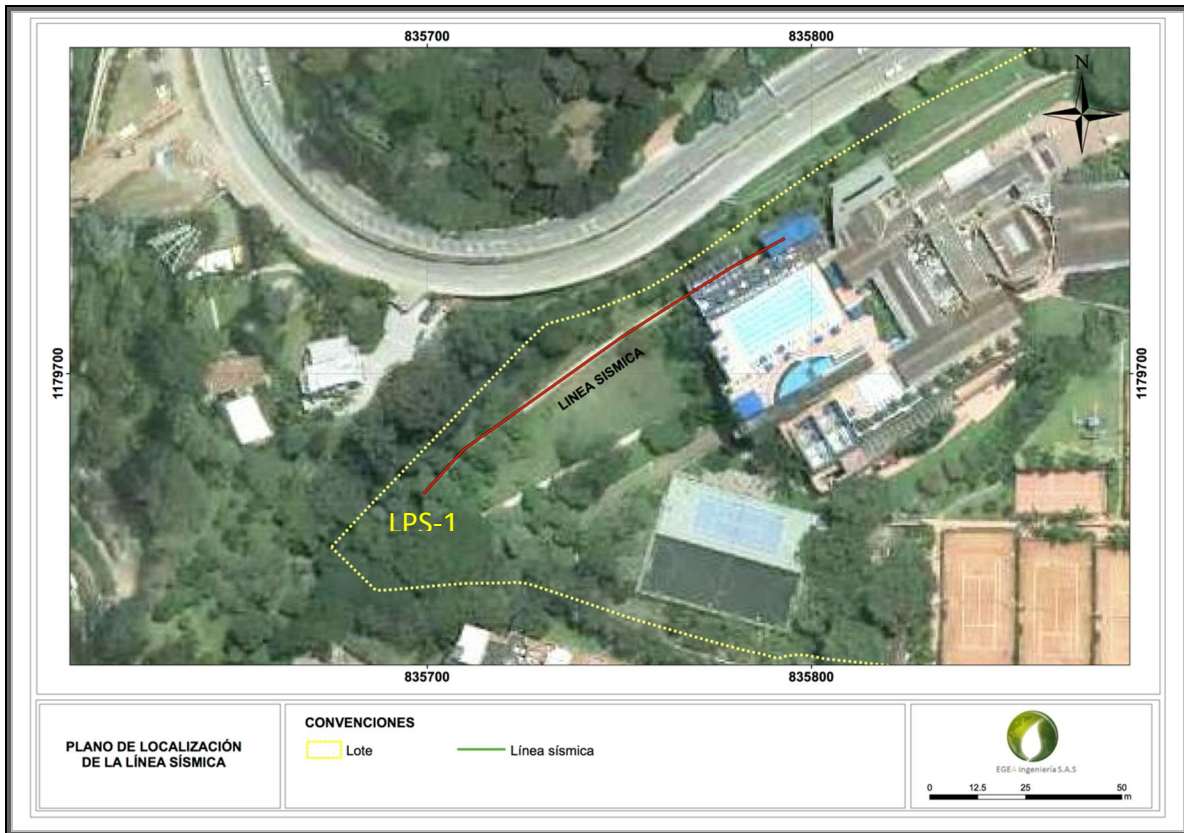 835700
835800
N
1179700
1179700
LINEA SISMICA
LPS-1
835700
835800
PLANO DE LOCALIZACIÓN
DE LA LÍNEA SÍSMICA
CONVENCIONES
Lote
Línea sísmica
EGEA ingeniería S.A.S
0 12.5 25 50
m